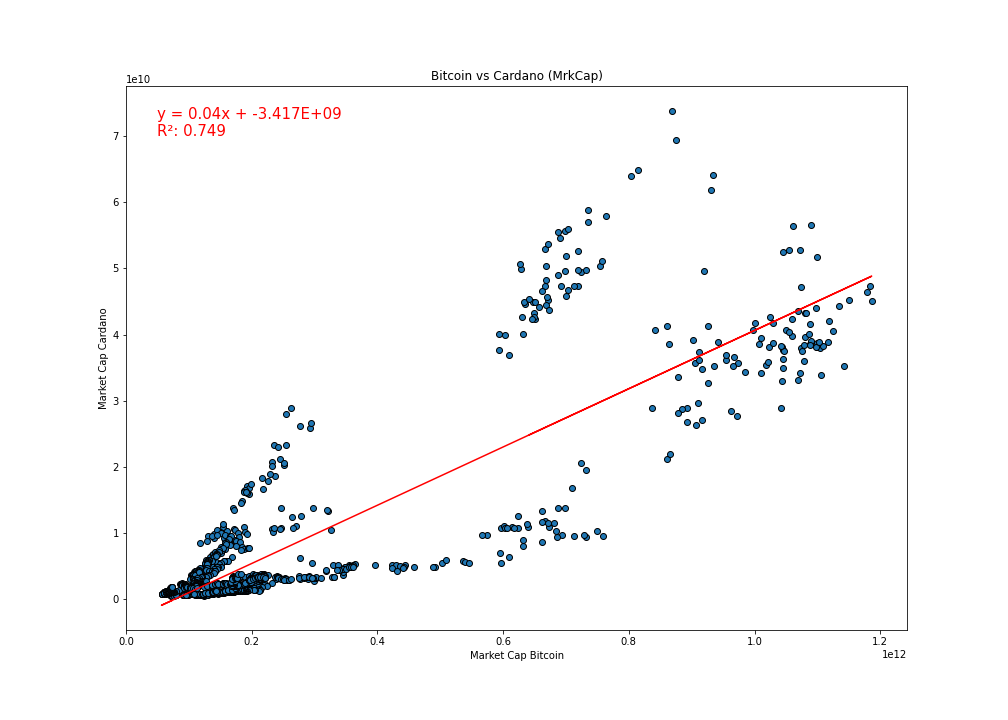 Bitcoin vs Cardano (MrkCap)
1e10
y = 0.04x + -3.417E+09
R²: 0.749
7
6
5
4
3
2
1
0
Market Cap Cardano
0.0 0.2 0.4 0.6 0.8 1.0 1.2
Market Cap Bitcoin
1e12